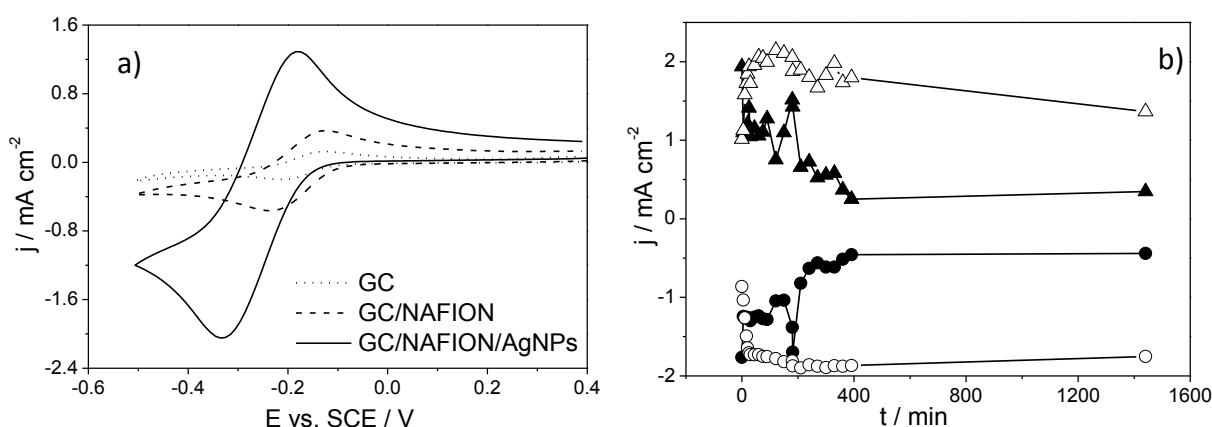 a)
1.6
0.8
0.0
-0.8
-1.6
-2.4
j / mA cm-2
-0.6
-0.4
-0.2
0.0
0.2
0.4
E vs. SCE / V
GC
GC/NAFION
GC/NAFION/AgNPs
b)
2
1
0
-1
-2
j / mA cm-2
0
400
800
1200
1600
t / min